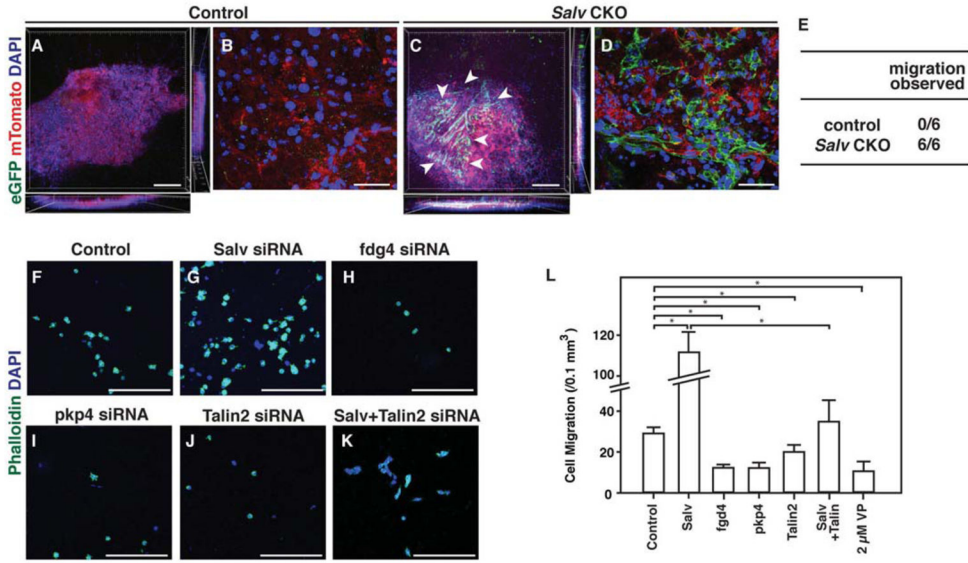 Control
Salv CKO
eGFP mTomato DAPI
A
B
C
D
E
migration
observed
control 0/6
Salv CKO 6/6
Phalloidin DAPI
Control
Salv siRNA
fdg4 siRNA
F
G
H
pkp4 siRNA
Talin2 siRNA
Salv+Talin2 siRNA
I
J
K
L
Cell Migration (/0.1 mm³)
120
100
40
20
0
*
*
*
*
*
*
Control
Salv
fgd4
pkp4
Talin2
Salv
+Talin
2 µM VP